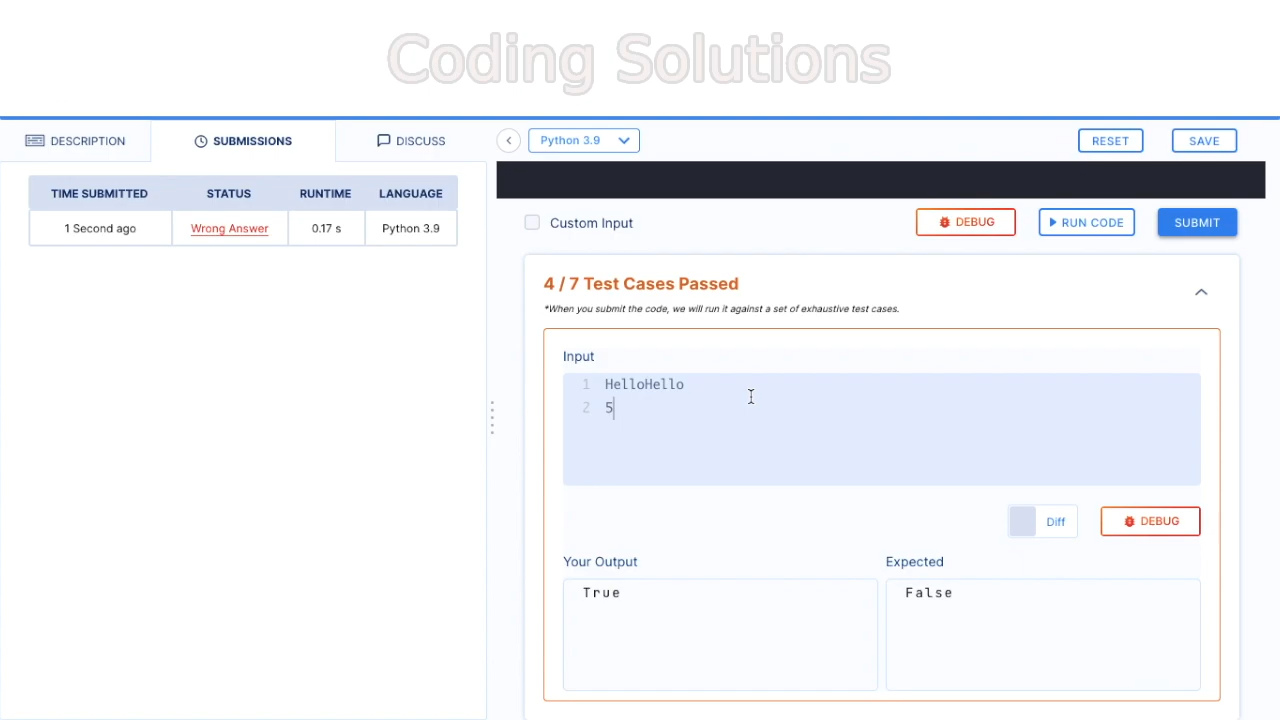 Coding Solutions
DESCRIPTION
SUBMISSIONS
DISCUSS
Python 3.9
RESET
SAVE
TIME SUBMITTED STATUS RUNTIME LANGUAGE
1 Second ago Wrong Answer 0.17 s Python 3.9
Custom Input
DEBUG
RUN CODE
SUBMIT
4 / 7 Test Cases Passed
*When you submit the code, we will run it against a set of exhaustive test cases.
Input
1 HelloHello
2 5
Diff
DEBUG
Your Output
Expected
True
False